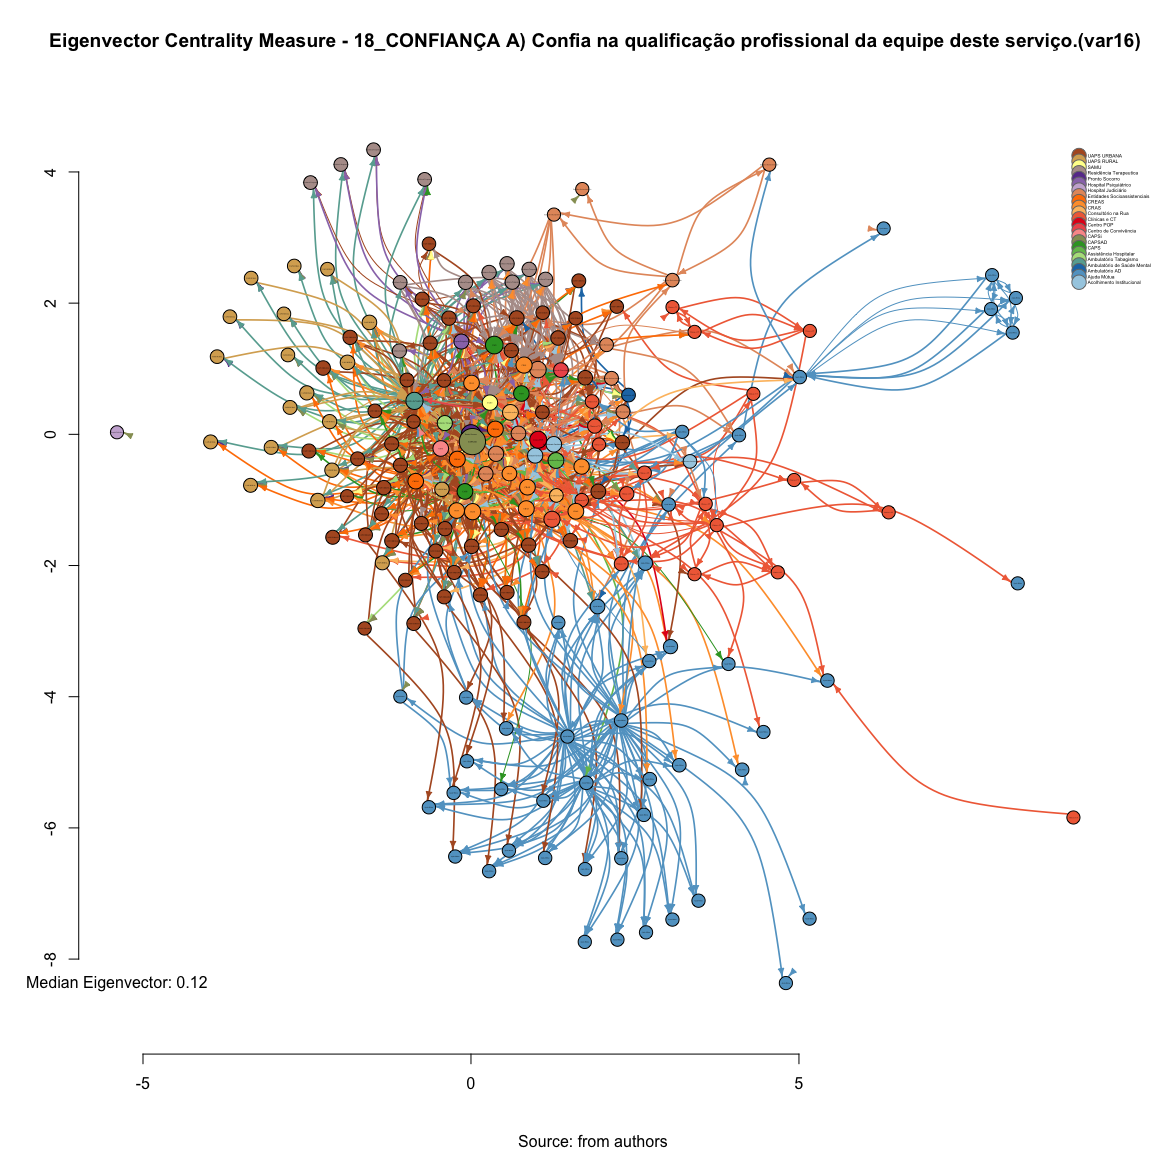 Eigenvector Centrality Measure - 18_CONFIANÇA A) Confia na qualificação profissional da equipe deste serviço.(var16)
UAPS URBANA
UAPS RURAL
SAMU
Residência Terapeutica
Pronto Socorro
Hospital Psiquiátrico
Hospital Judiciário
Entidades Socioassistenciais
CREAS
CRAS
Consultório na Rua
Clinicas e CT
Centro POP
Centro de Convivência
CAPSi
CAPSAD
CAPS
Assistência Hospitalar
Ambulatório Tabagismo
Ambulatório de Saúde Mental
Ambulatório AD
Ajuda Mútua
Acolhimento Institucional
4
2
0
-2
-4
-6
-8
Median Eigenvector: 0.12
-5
0
5
Source: from authors